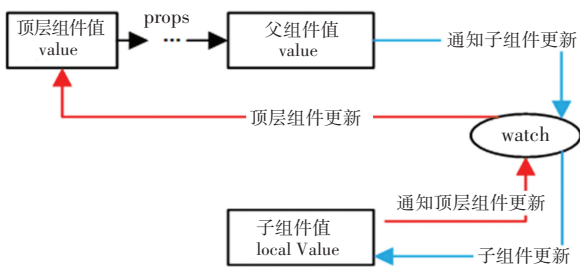 顶层组件值
value
props
...
父组件值
value
通知子组件更新
顶层组件更新
watch
通知顶层组件更新
子组件值
local Value
子组件更新